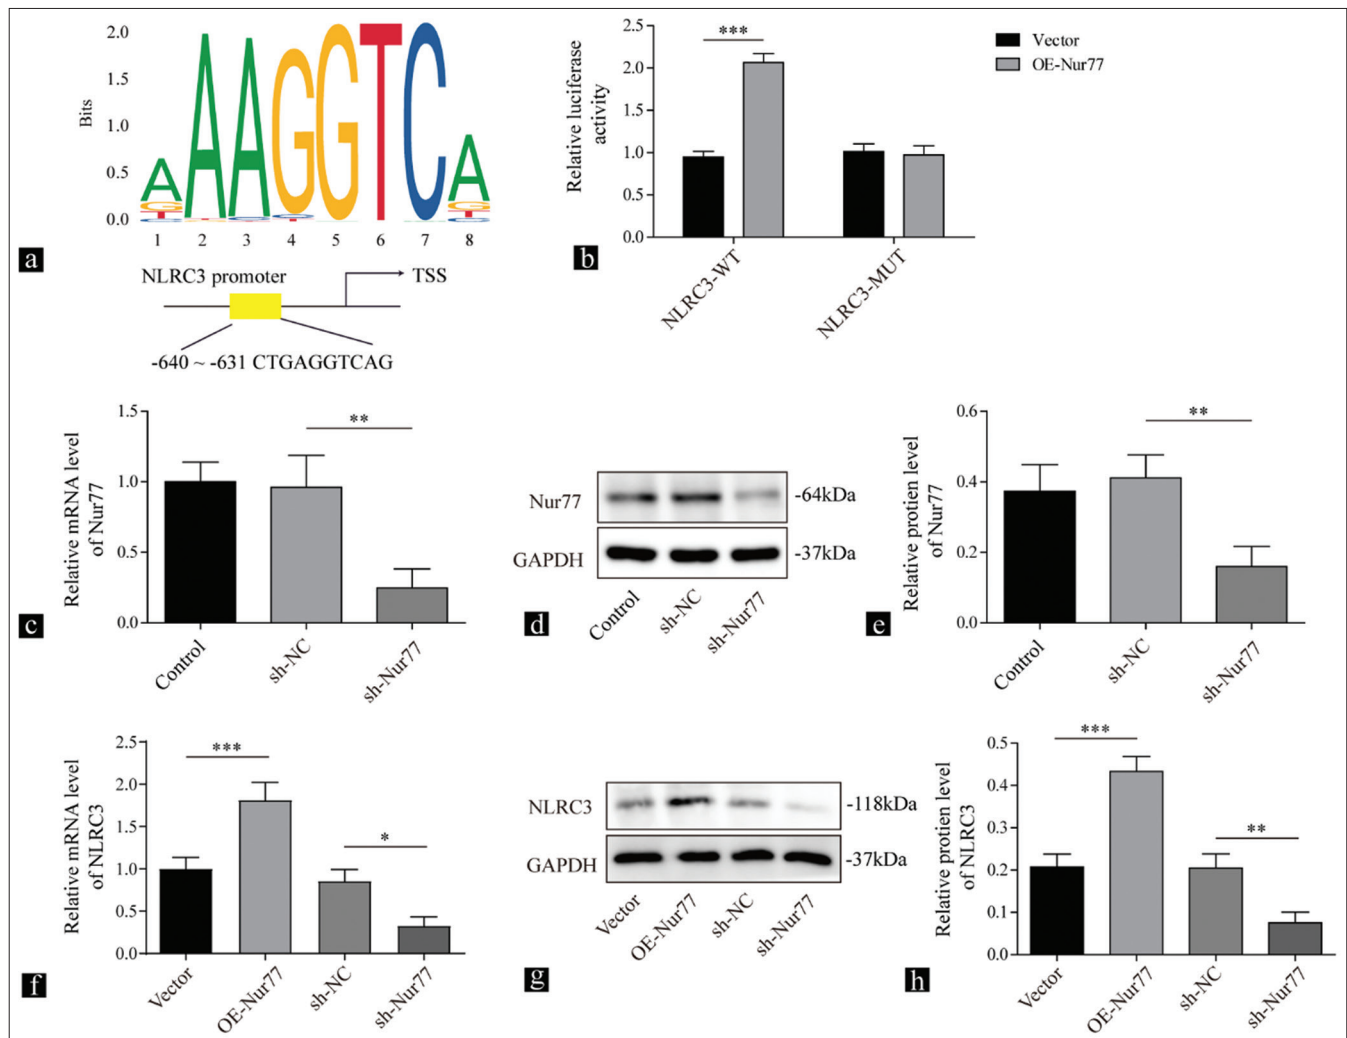 2.0
1.5
1.0
0.5
0.0
Bits
AAAGGTCA
1 2 3 4 5 6 7 8
a
NLRC3 promoter
TSS
-640 ~ -631 CTGAGGTCAG
2.5
2.0
1.5
1.0
0.5
0.0
Relative luciferase
activity
***
NLRC3-WT
NLRC3-MUT
Vector
OE-Nur77
b
1.5
1.0
0.5
0.0
Relative mRNA level
of Nur77
**
Control
sh-NC
sh-Nur77
c
Nur77
-64kDa
GAPDH
-37kDa
Control
sh-NC
sh-Nur77
d
0.6
0.4
0.2
0.0
Relative protien level
of Nur77
**
Control
sh-NC
sh-Nur77
e
2.5
2.0
1.5
1.0
0.5
0.0
Relative mRNA level
of NLRC3
***
*
Vector
OE-Nur77
sh-NC
sh-Nur77
f
NLRC3
-118kDa
GAPDH
-37kDa
Vector
OE-Nur77
sh-NC
sh-Nur77
g
0.5
0.4
0.3
0.2
0.1
0.0
Relative protien level
of NLRC3
***
**
Vector
OE-Nur77
sh-NC
sh-Nur77
h